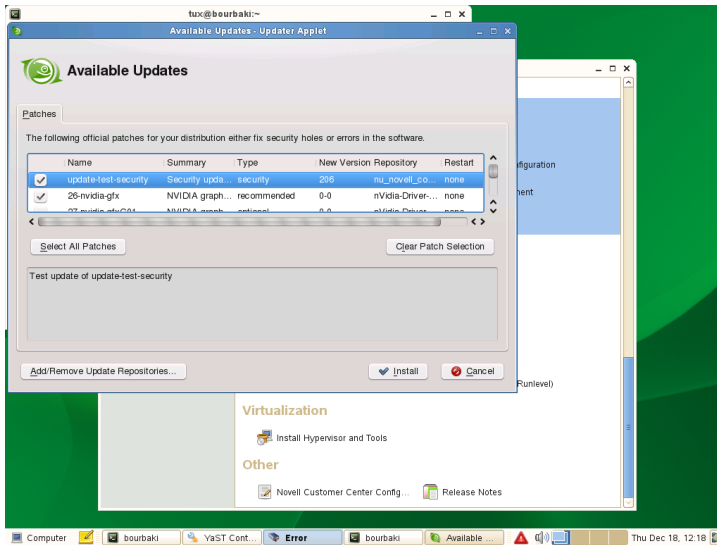 tux@bourbaki:~
Available Updates - Updater Applet
Available Updates
Patches
The following official patches for your distribution either fix security holes or errors in the software.
Name Summary Type New Version Repository Restart
update-test-security Security upda... security 206 nu_novell_co... none
26-nvidia-gfx NVIDIA graph... recommended 0-0 nVidia-Driver-... none
Select All Patches Clear Patch Selection
Test update of update-test-security
Add/Remove Update Repositories... Install Cancel
Runlevel)
Virtualization
Install Hypervisor and Tools
Other
Novell Customer Center Config... Release Notes
Computer bourbaki YaST Cont... Error bourbaki Available ... Thu Dec 18, 12:18